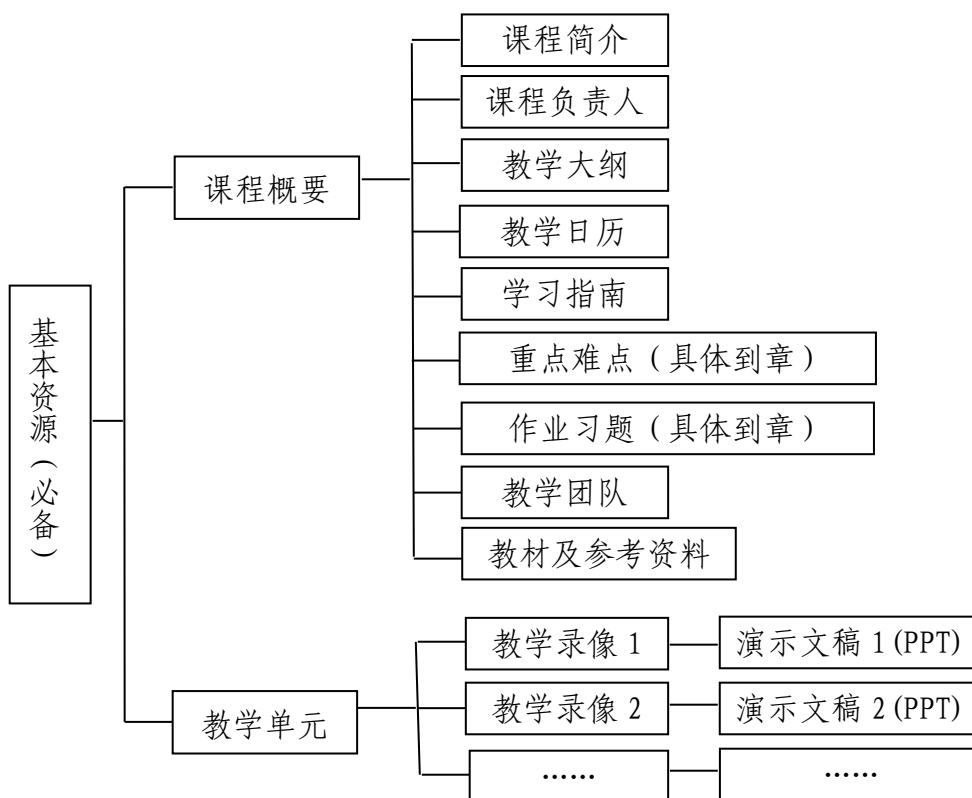 基本资源（必备）
课程概要
课程简介
课程负责人
教学大纲
教学日历
学习指南
重点难点（具体到章）
作业习题（具体到章）
教学团队
教材及参考资料
教学单元
教学录像 1
演示文稿 1 (PPT)
教学录像 2
演示文稿 2 (PPT)
……
……